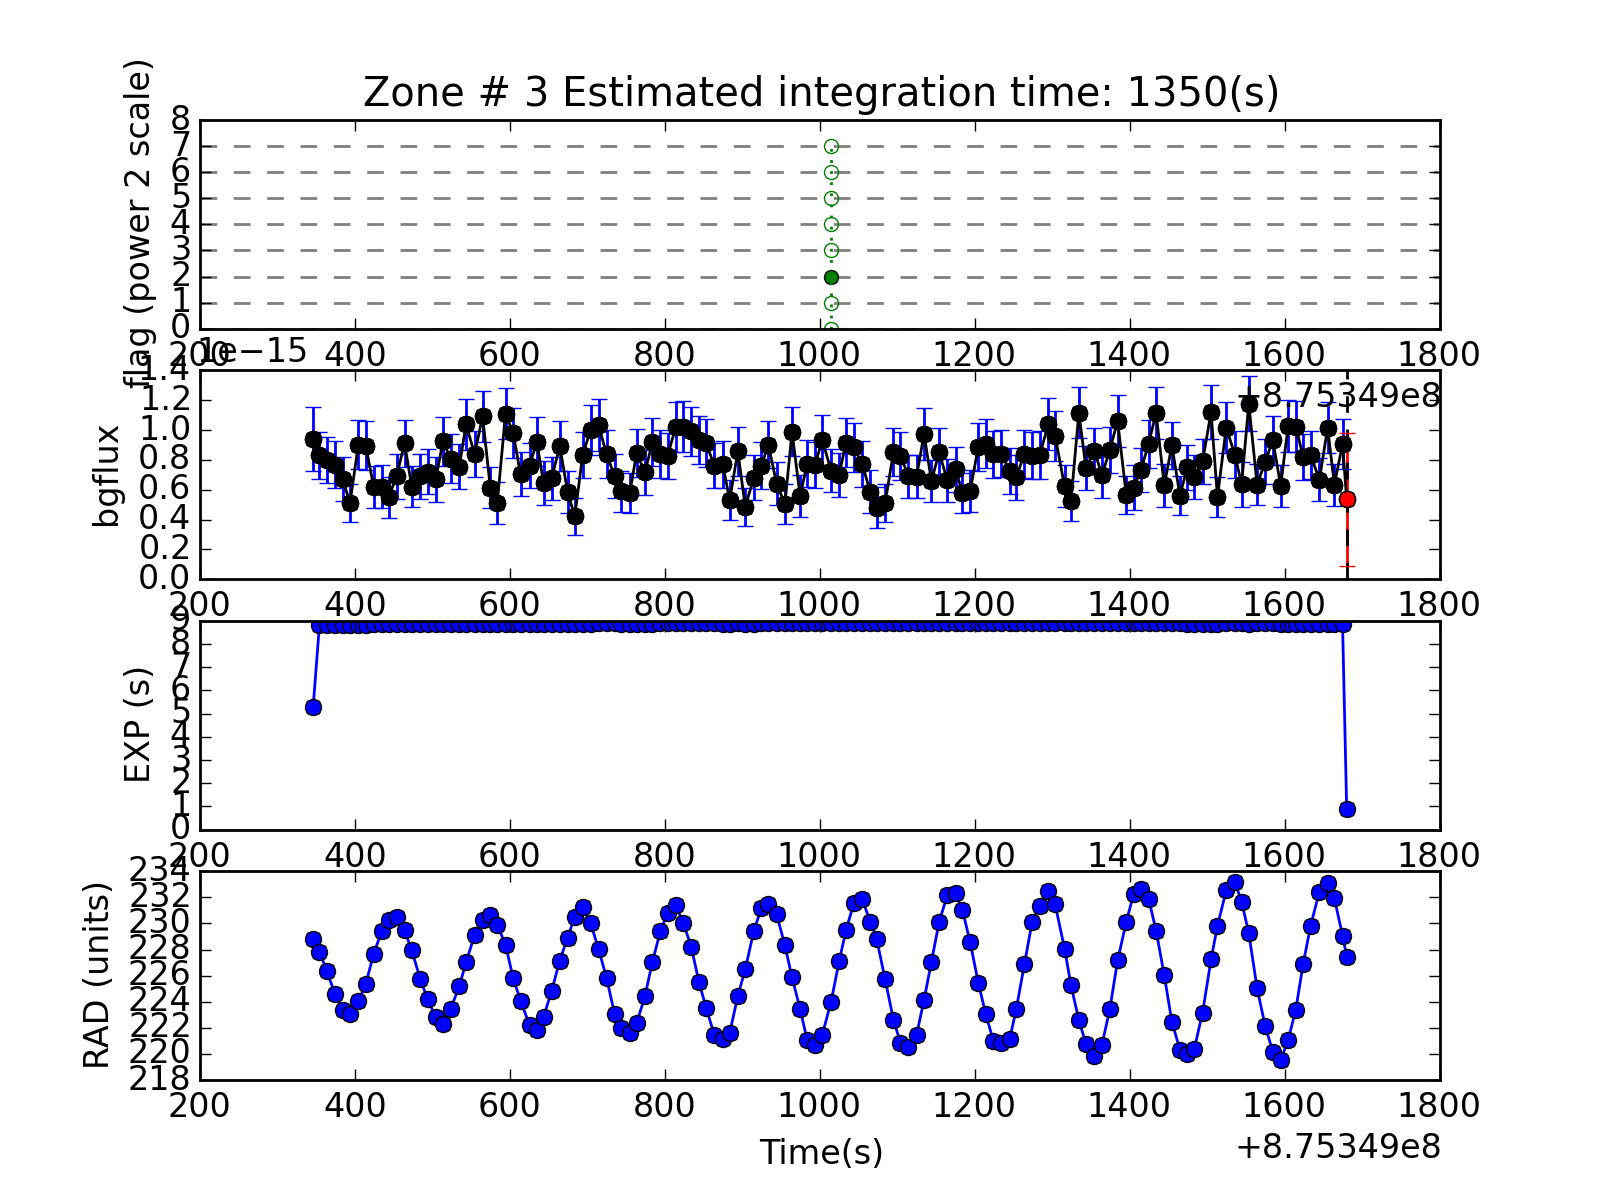 Zone # 3 Estimated integration time: 1350(s)
flag (power 2 scale)
8
7
6
5
4
3
2
1
0
200 400 600 800 1000 1200 1400 1600 1800
1e−15
+8.75349e8
bgflux
1.4
1.2
1.0
0.8
0.6
0.4
0.2
0.0
200 400 600 800 1000 1200 1400 1600 1800
EXP (s)
9
8
7
6
5
4
3
2
1
0
200 400 600 800 1000 1200 1400 1600 1800
RAD (units)
234
232
230
228
226
224
222
220
218
200 400 600 800 1000 1200 1400 1600 1800
Time(s)
+8.75349e8